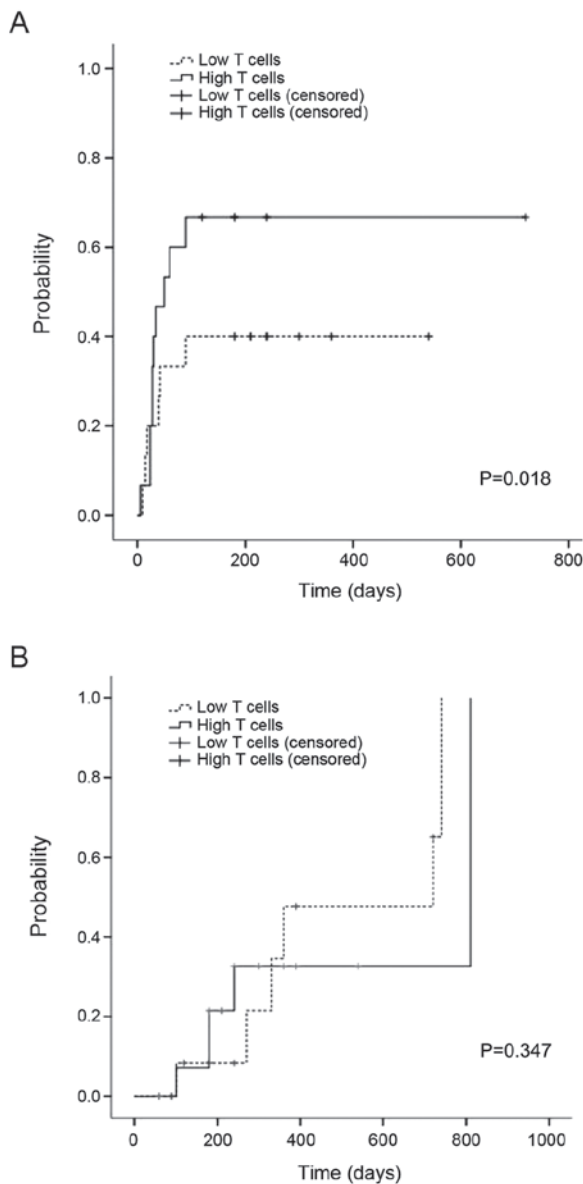 A
Low T cells
High T cells
Low T cells (censored)
High T cells (censored)
1.0
0.8
0.6
0.4
0.2
0.0
Probability
P=0.018
0 200 400 600 800
Time (days)
B
Low T cells
High T cells
Low T cells (censored)
High T cells (censored)
1.0
0.8
0.6
0.4
0.2
0.0
Probability
P=0.347
0 200 400 600 800 1000
Time (days)